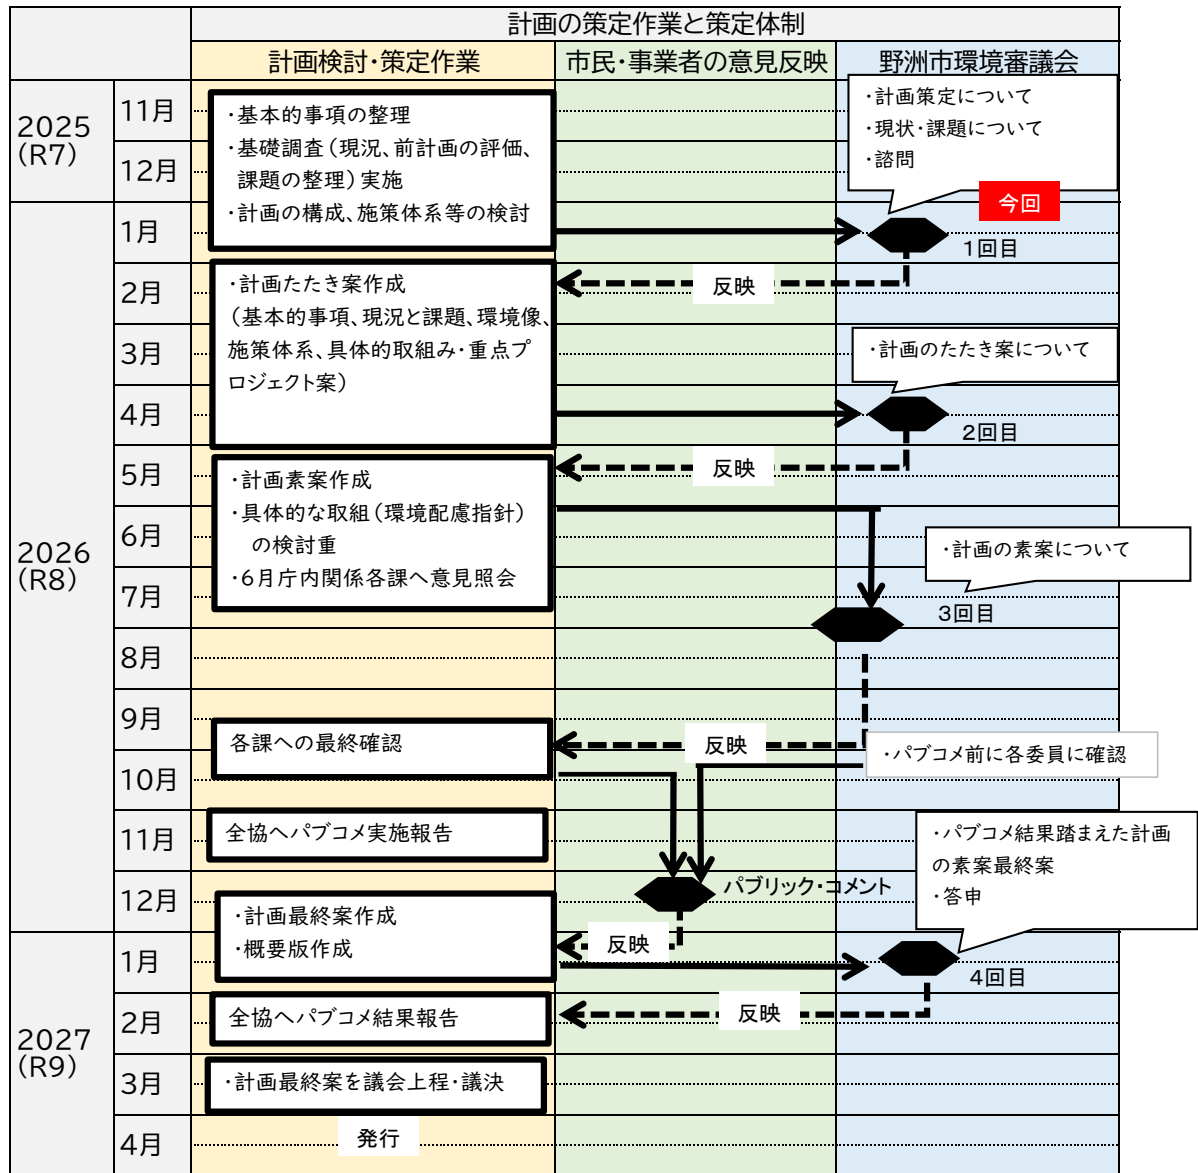 計画の策定作業と策定体制
計画検討・策定作業
市民・事業者の意見反映
野洲市環境審議会
2025
(R7)
11月
12月
・基本的事項の整理
・基礎調査（現況、前計画の評価、
課題の整理）実施
・計画の構成、施策体系等の検討
・計画策定について
・現状・課題について
・諮問
今回
2026
(R8)
1月
1回目
2月
・計画たたき案作成
（基本的事項、現況と課題、環境像、
施策体系、具体的取組み・重点プ
ロジェクト案）
反映
3月
・計画のたたき案について
4月
2回目
5月
・計画素案作成
・具体的な取組（環境配慮指針）
の検討重
・6月庁内関係各課へ意見照会
反映
6月
・計画の素案について
7月
3回目
8月
9月
各課への最終確認
反映
・パブコメ前に各委員に確認
10月
11月
全協へパブコメ実施報告
・パブコメ結果踏まえた計画
の素案最終案
・答申
12月
パブリック・コメント
・計画最終案作成
・概要版作成
反映
2027
(R9)
1月
4回目
2月
全協へパブコメ結果報告
反映
3月
・計画最終案を議会上程・議決
4月
発行